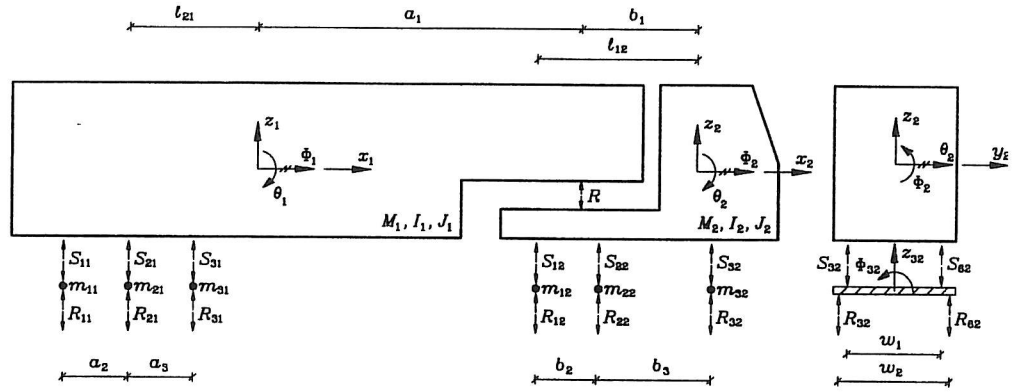 l₂₁ a₁ b₁
l₁₂
z₁ Φ₁ x₁ θ₁
z₂ Φ₂ x₂ θ₂
z₂ θ₂ y₂ Φ₂
R
M₁, I₁, J₁
M₂, I₂, J₂
S₁₁ S₂₁ S₃₁ S₁₂ S₂₂ S₃₂ S₃₂ Φ₃₂ z₃₂ S₆₂
m₁₁ m₂₁ m₃₁ m₁₂ m₂₂ m₃₂
R₁₁ R₂₁ R₃₁ R₁₂ R₂₂ R₃₂ R₃₂ R₆₂
w₁
a₂ a₃ b₂ b₃ w₂